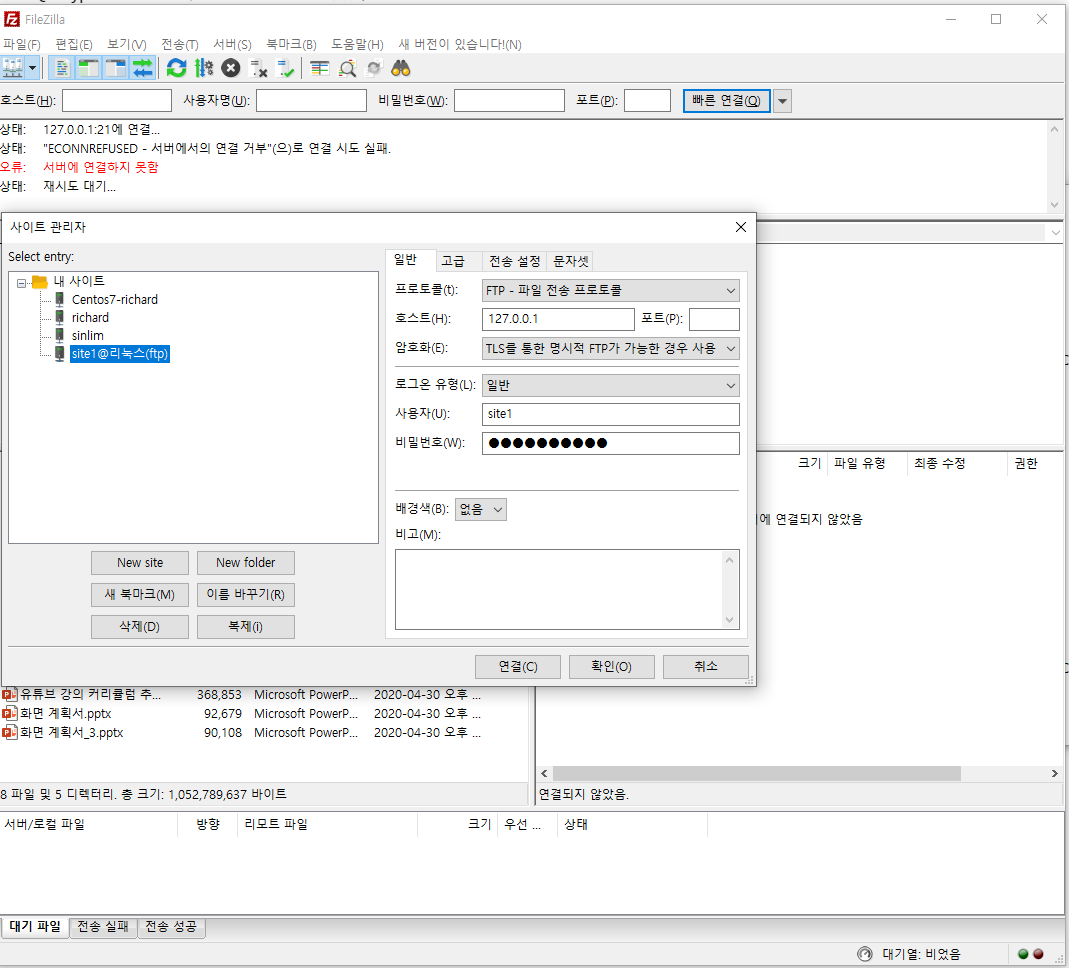 FileZilla
파일(F) 편집(E) 보기(V) 전송(T) 서버(S) 북마크(B) 도움말(H) 새 버전이 있습니다!(N)
호스트(H): 사용자명(U): 비밀번호(W): 포트(P): 빠른 연결(Q)
상태: 127.0.0.1:21에 연결...
상태: "ECONNREFUSED - 서버에서의 연결 거부"(으)로 연결 시도 실패.
오류: 서버에 연결하지 못함
상태: 재시도 대기...
사이트 관리자
Select entry:
내 사이트
Centos7-richard
richard
sinlim
site1@리눅스(ftp)
New site New folder
새 북마크(M) 이름 바꾸기(R)
삭제(D) 복제(i)
일반 고급 전송 설정 문자셋
프로토콜(t): FTP - 파일 전송 프로토콜
호스트(H): 127.0.0.1 포트(P):
암호화(E): TLS를 통한 명시적 FTP가 가능한 경우 사용
로그온 유형(L): 일반
사용자(U): site1
비밀번호(W): ●●●●●●●●●●
배경색(B): 없음
비고(M):
연결(C) 확인(O) 취소
크기 파일 유형 최종 수정 권한
에 연결되지 않았음
유튜브 강의 커리큘럼 추... 368,853 Microsoft PowerP... 2020-04-30 오후 ...
화면 계획서.pptx 92,679 Microsoft PowerP... 2020-04-30 오후 ...
화면 계획서_3.pptx 90,108 Microsoft PowerP... 2020-04-30 오후 ...
8 파일 및 5 디렉터리. 총 크기: 1,052,789,637 바이트
연결되지 않았음.
서버/로컬 파일 방향 리모트 파일 크기 우선 ... 상태
대기 파일 전송 실패 전송 성공
대기열: 비었음